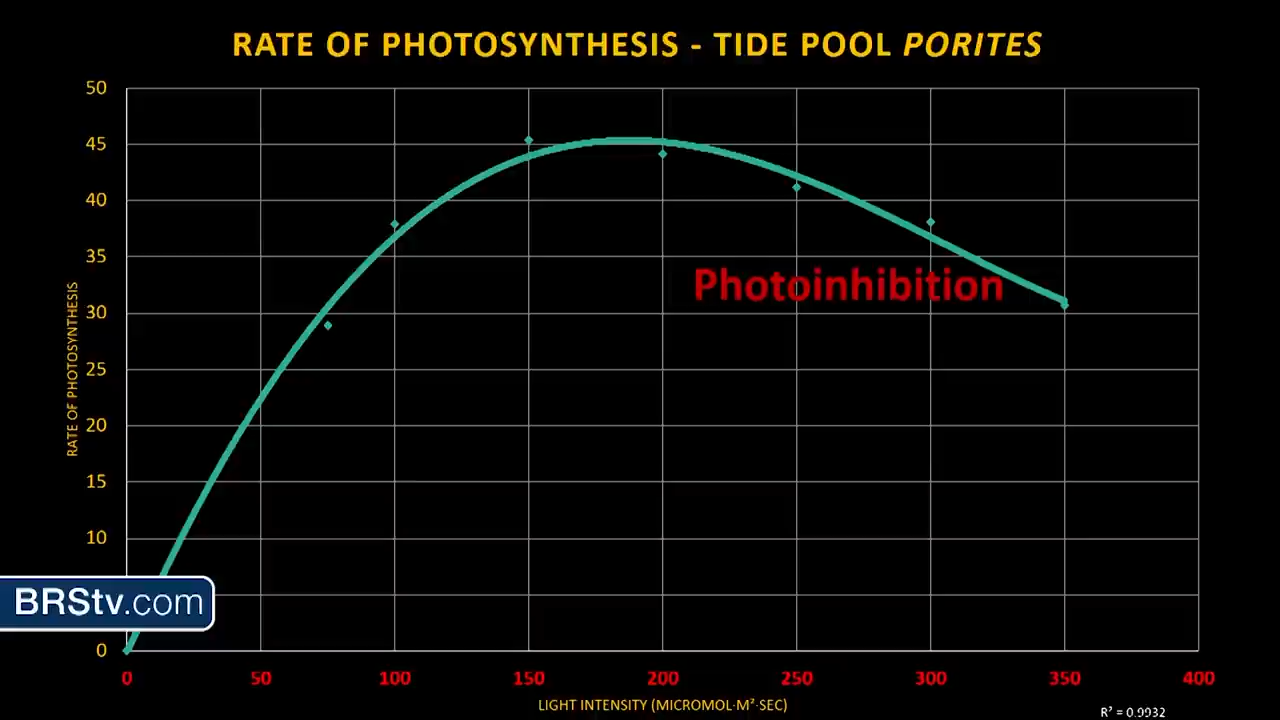 RATE OF PHOTOSYNTHESIS - TIDE POOL PORITES
50
45
40
35
30
25
20
15
10
0
RATE OF PHOTOSYNTHESIS
Photoinhibition
BRStv.com
0 50 100 150 200 250 300 350 400
LIGHT INTENSITY (MICROMOL·M²·SEC)
R² = 0.9932